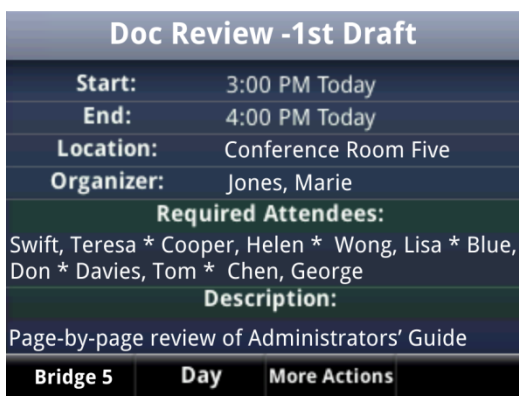 Doc Review -1st Draft
Start: 3:00 PM Today
End: 4:00 PM Today
Location: Conference Room Five
Organizer: Jones, Marie
Required Attendees:
Swift, Teresa * Cooper, Helen * Wong, Lisa * Blue,
Don * Davies, Tom * Chen, George
Description:
Page-by-page review of Administrators’ Guide
Bridge 5 Day More Actions